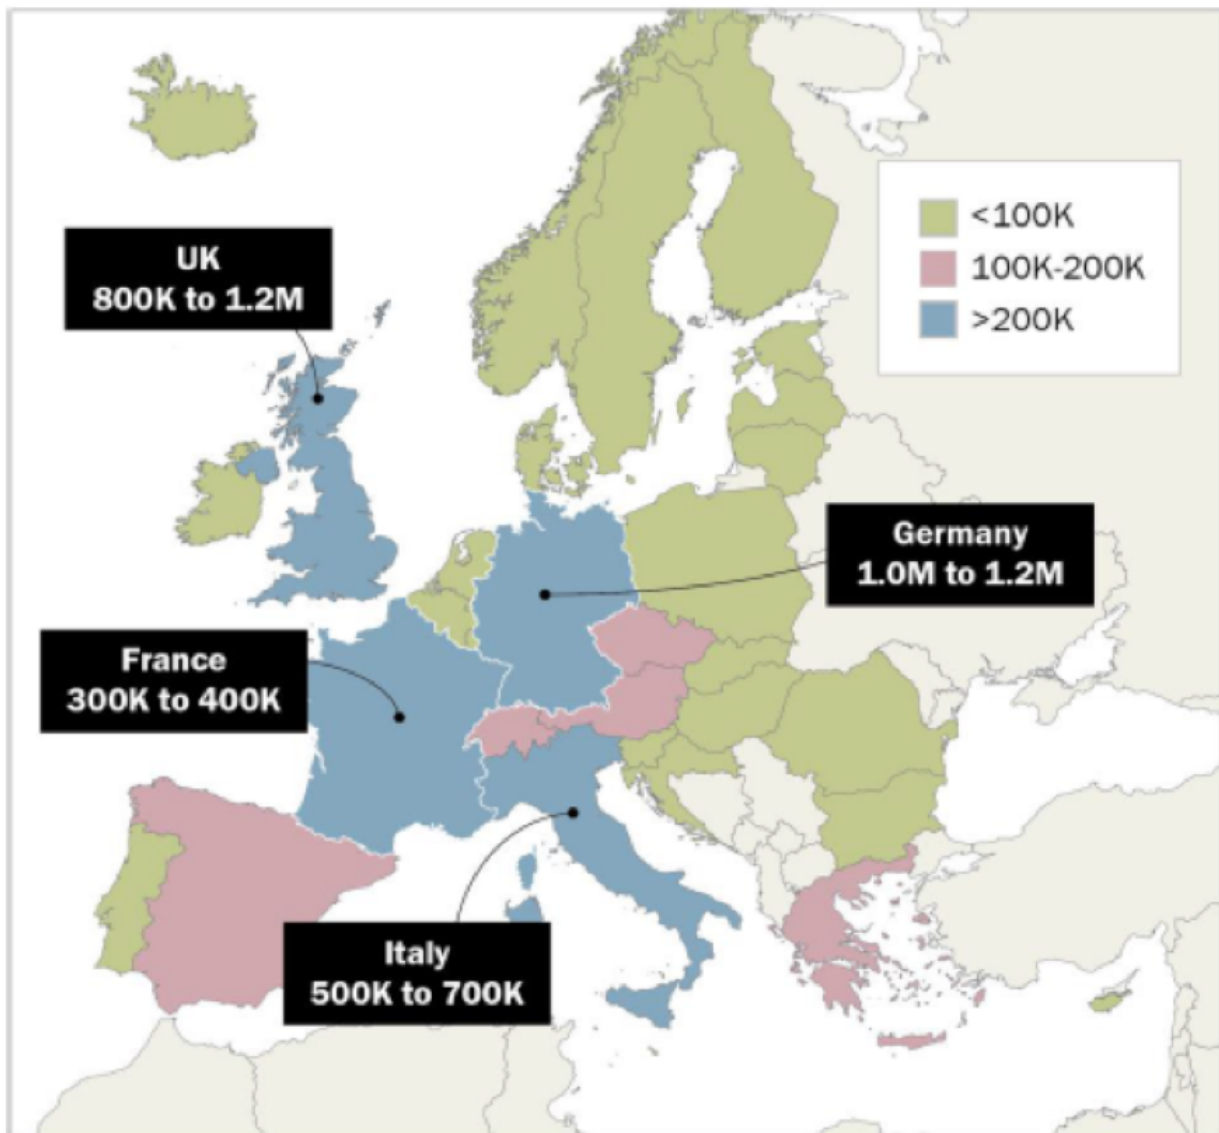 <100K
100K-200K
>200K
UK
800K to 1.2M
Germany
1.0M to 1.2M
France
300K to 400K
Italy
500K to 700K